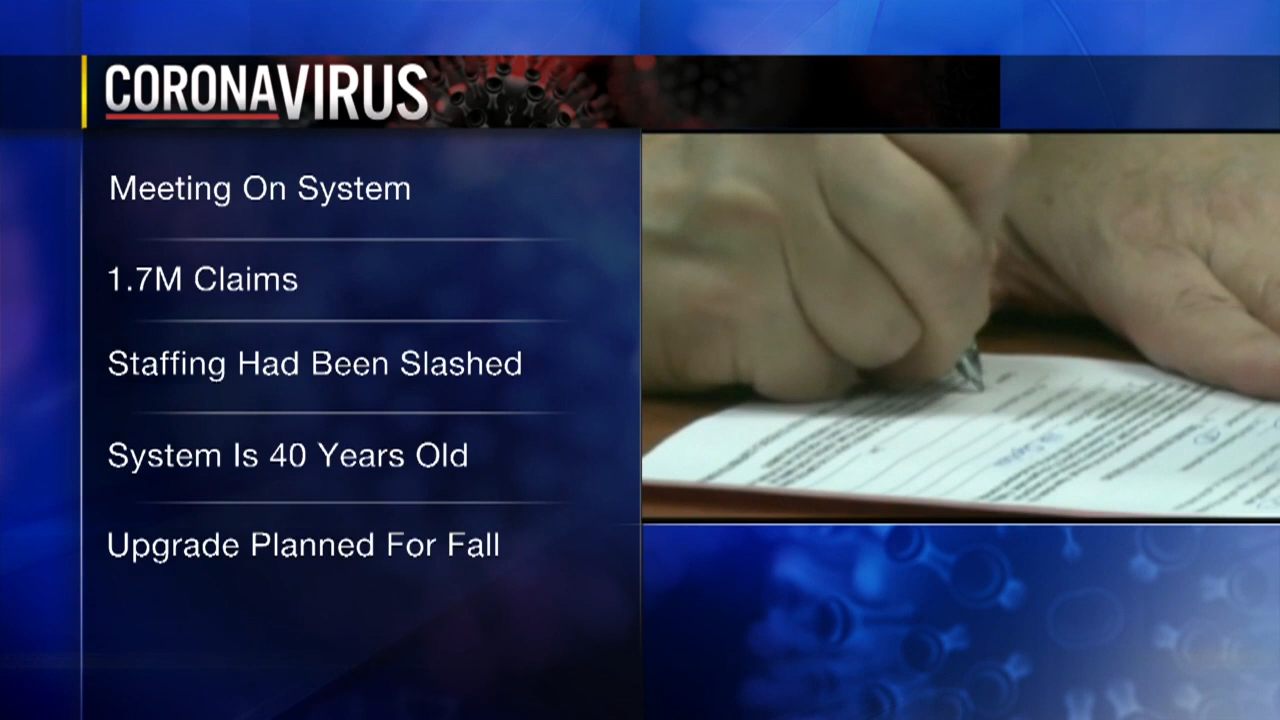 CORONAVIRUS
Meeting On System
1.7M Claims
Staffing Had Been Slashed
System Is 40 Years Old
Upgrade Planned For Fall